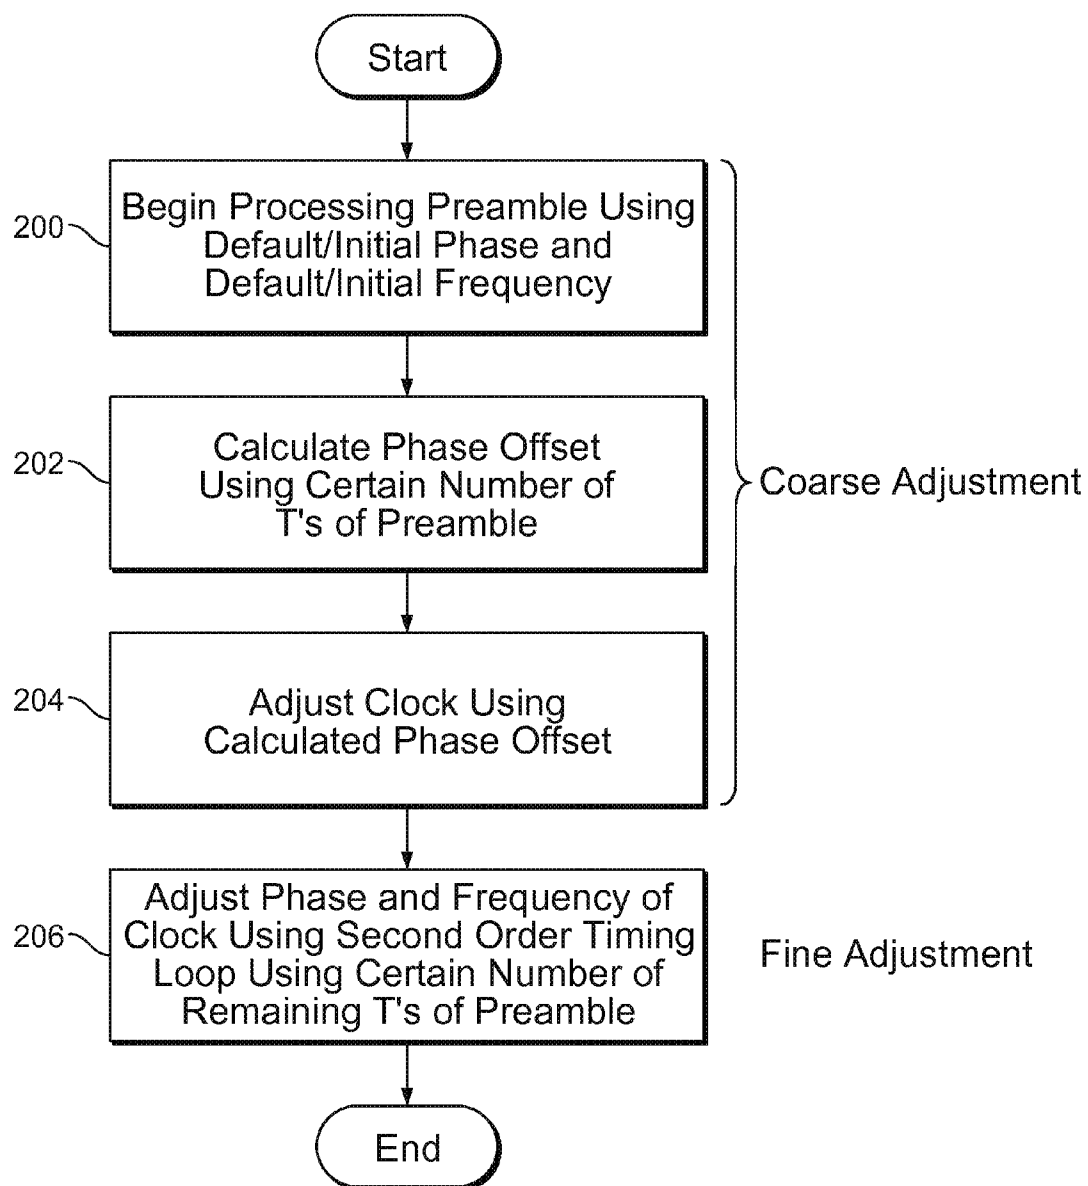 Start
200
Begin Processing Preamble Using
Default/Initial Phase and
Default/Initial Frequency
202
Calculate Phase Offset
Using Certain Number of
T's of Preamble
Coarse Adjustment
204
Adjust Clock Using
Calculated Phase Offset
206
Adjust Phase and Frequency of
Clock Using Second Order Timing
Loop Using Certain Number of
Remaining T's of Preamble
Fine Adjustment
End